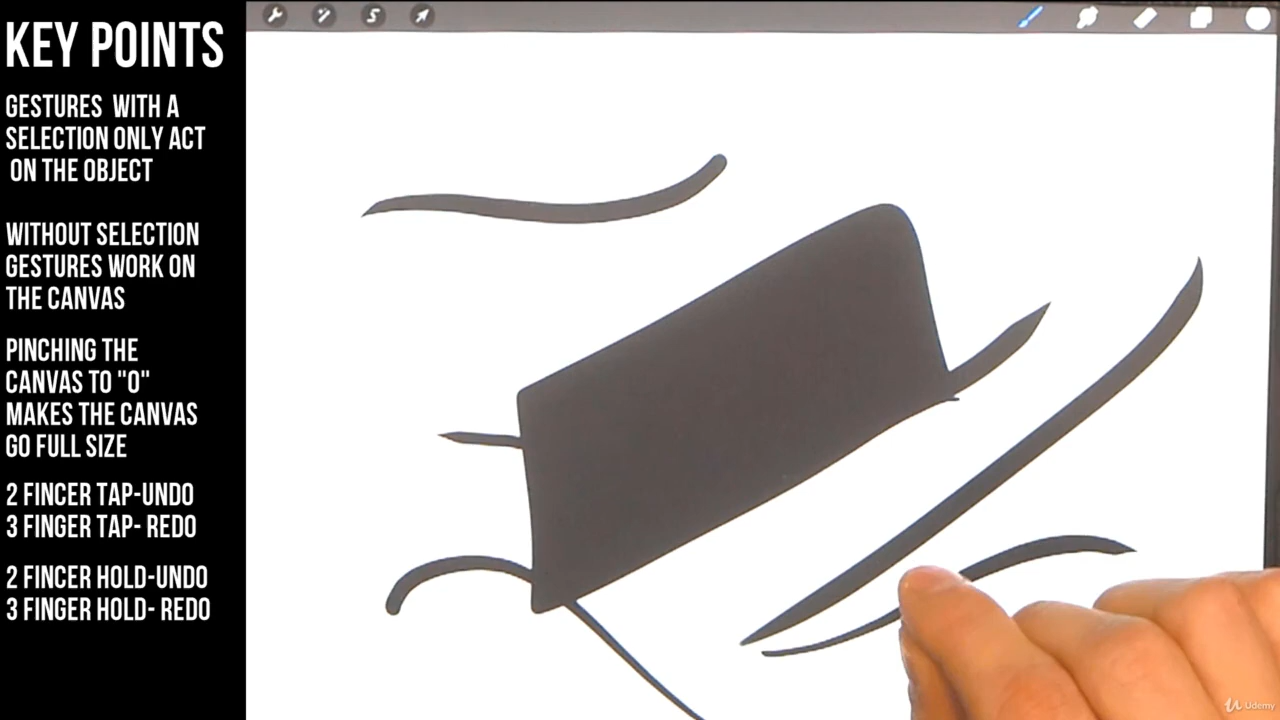 KEY POINTS
GESTURES WITH A
SELECTION ONLY ACT
ON THE OBJECT
WITHOUT SELECTION
GESTURES WORK ON
THE CANVAS
PINCHING THE
CANVAS TO "0"
MAKES THE CANVAS
GO FULL SIZE
2 FINCER TAP-UNDO
3 FINGER TAP- REDO
2 FINCER HOLD-UNDO
3 FINGER HOLD- REDO
Udemy